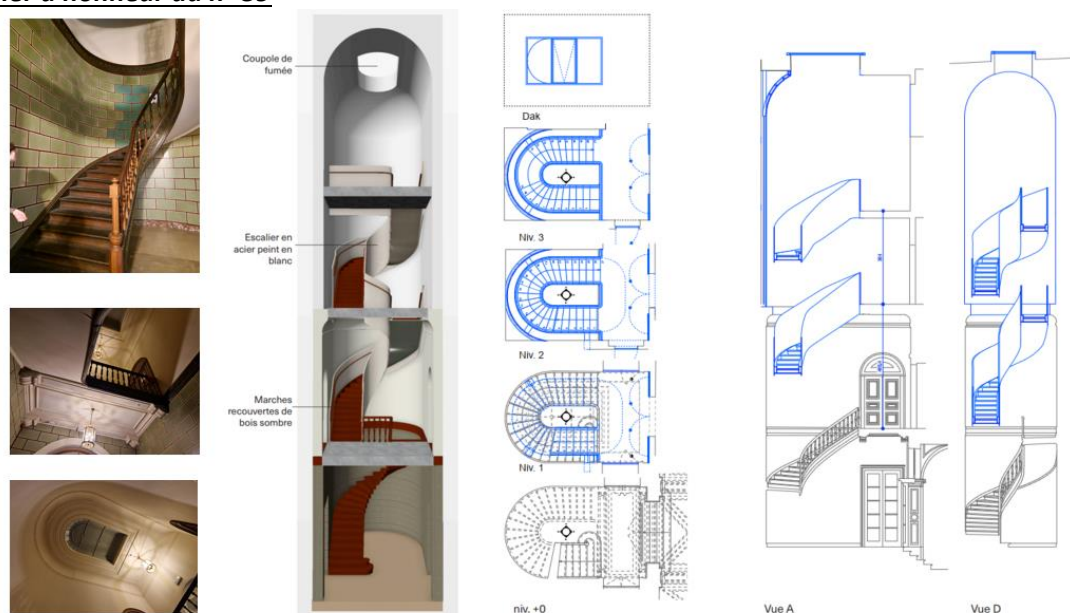 Coupole de
fumée
Escalier en
acier peint en
blanc
Marches
recouvertes de
bois sombre
Dak
Niv. 3
Niv. 2
Niv. 1
niv. +0
Vue A
Vue D